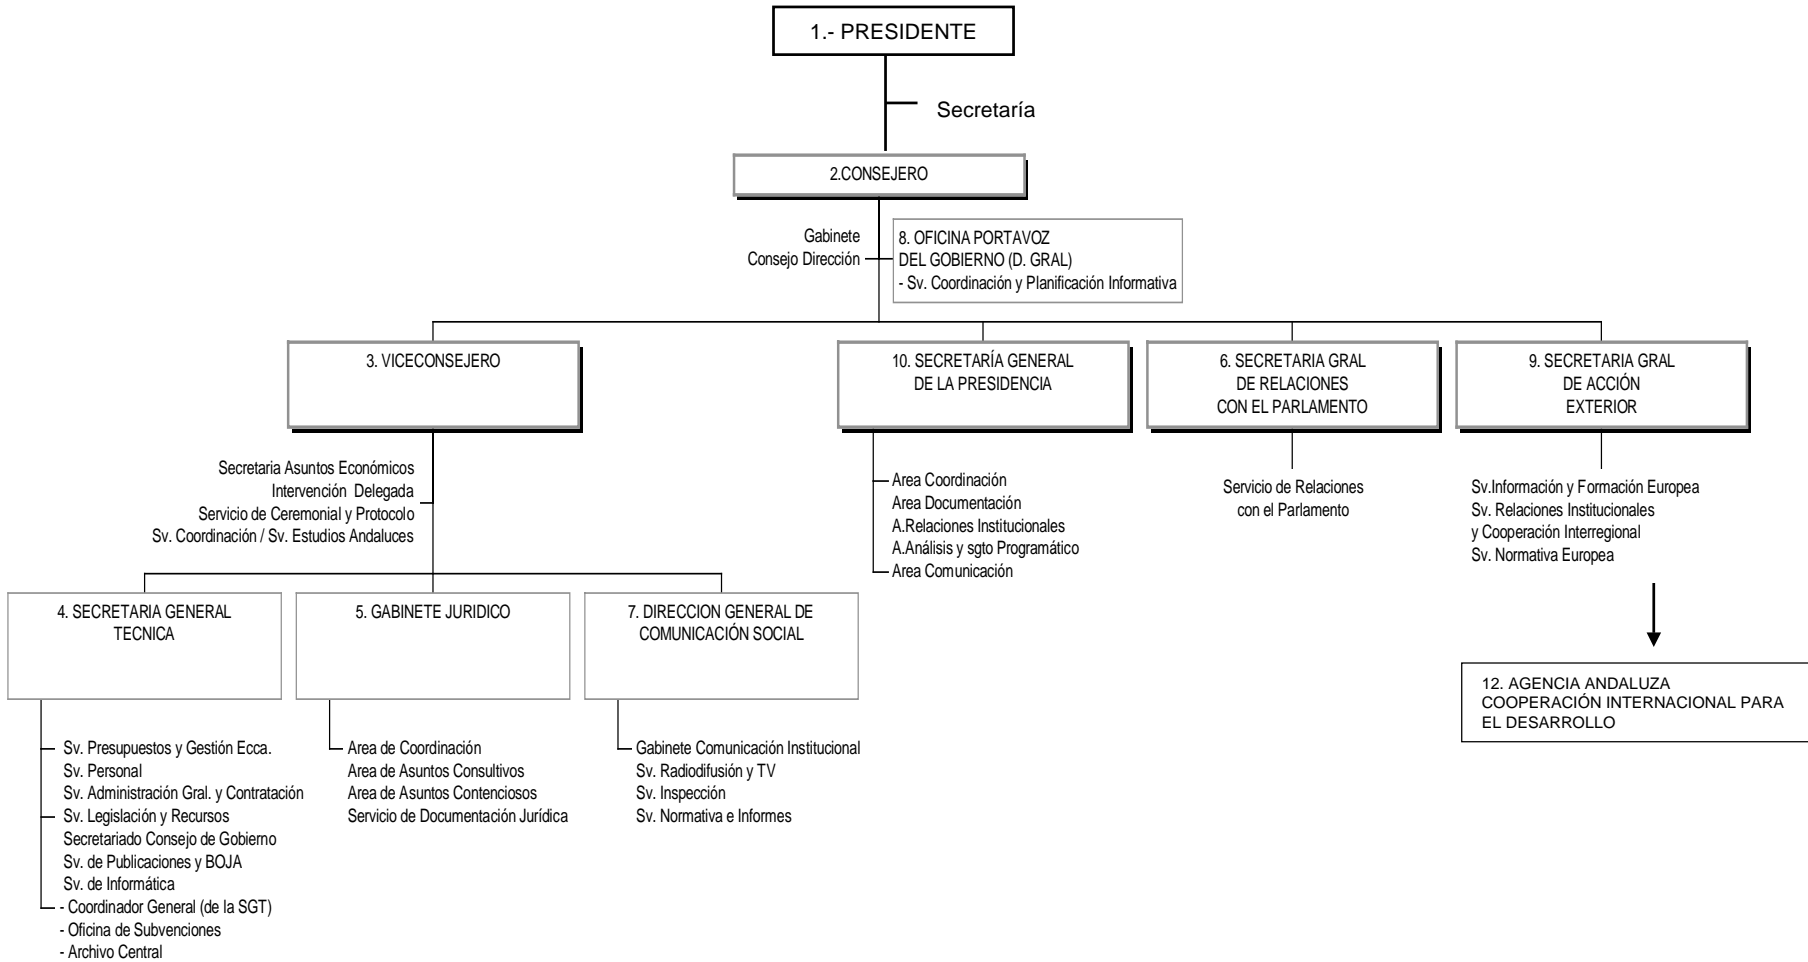 1.- PRESIDENTE
Secretaría
2.CONSEJERO
Gabinete
Consejo Dirección
8. OFICINA PORTAVOZ
DEL GOBIERNO (D. GRAL)
- Sv. Coordinación y Planificación Informativa
3. VICECONSEJERO
10. SECRETARÍA GENERAL
DE LA PRESIDENCIA
6. SECRETARIA GRAL
DE RELACIONES
CON EL PARLAMENTO
9. SECRETARIA GRAL
DE ACCIÓN
EXTERIOR
Secretaria Asuntos Económicos
Intervención Delegada
Servicio de Ceremonial y Protocolo
Sv. Coordinación / Sv. Estudios Andaluces
Area Coordinación
Area Documentación
A.Relaciones Institucionales
A.Análisis y sgto Programático
Area Comunicación
Servicio de Relaciones
con el Parlamento
Sv.Información y Formación Europea
Sv. Relaciones Institucionales
y Cooperación Interregional
Sv. Normativa Europea
4. SECRETARIA GENERAL
TECNICA
5. GABINETE JURIDICO
7. DIRECCION GENERAL DE
COMUNICACIÓN SOCIAL
12. AGENCIA ANDALUZA
COOPERACIÓN INTERNACIONAL PARA
EL DESARROLLO
Sv. Presupuestos y Gestión Ecca.
Sv. Personal
Sv. Administración Gral. y Contratación
Sv. Legislación y Recursos
Secretariado Consejo de Gobierno
Sv. de Publicaciones y BOJA
Sv. de Informática
- Coordinador General (de la SGT)
- Oficina de Subvenciones
- Archivo Central
Area de Coordinación
Area de Asuntos Consultivos
Area de Asuntos Contenciosos
Servicio de Documentación Jurídica
Gabinete Comunicación Institucional
Sv. Radiodifusión y TV
Sv. Inspección
Sv. Normativa e Informes